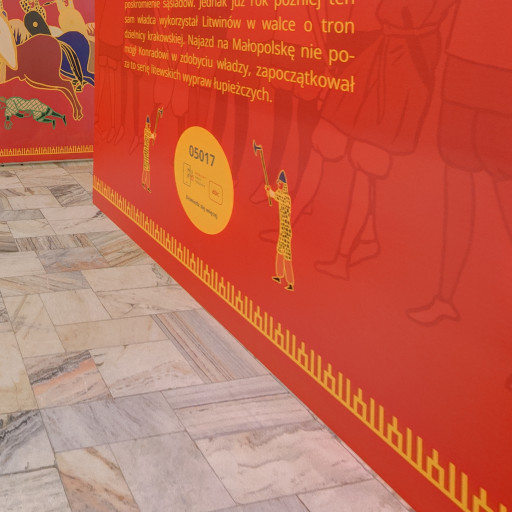 poskromienie sąsiadów. Jednak już rok później ten
sam władca wykorzystał Litwinów w walce o tron
dzielnicy krakowskiej. Najazd na Małopolskę nie po-
mógł Konradowi w zdobyciu władzy, zapoczątkował
za to serię litewskich wypraw łupieżczych.
05017